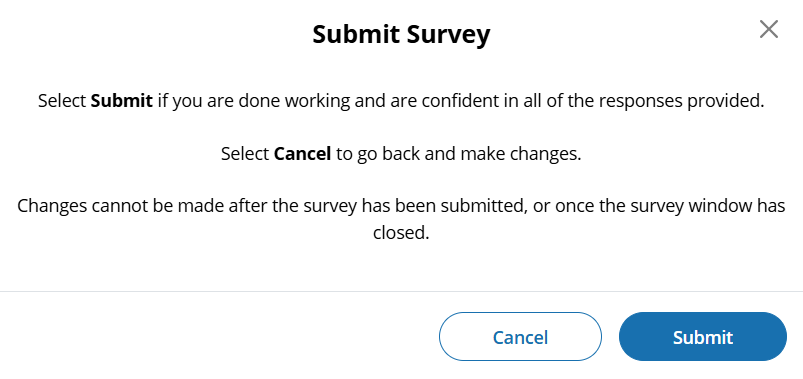 Submit Survey
Select Submit if you are done working and are confident in all of the responses provided.
Select Cancel to go back and make changes.
Changes cannot be made after the survey has been submitted, or once the survey window has
closed.
Cancel
Submit